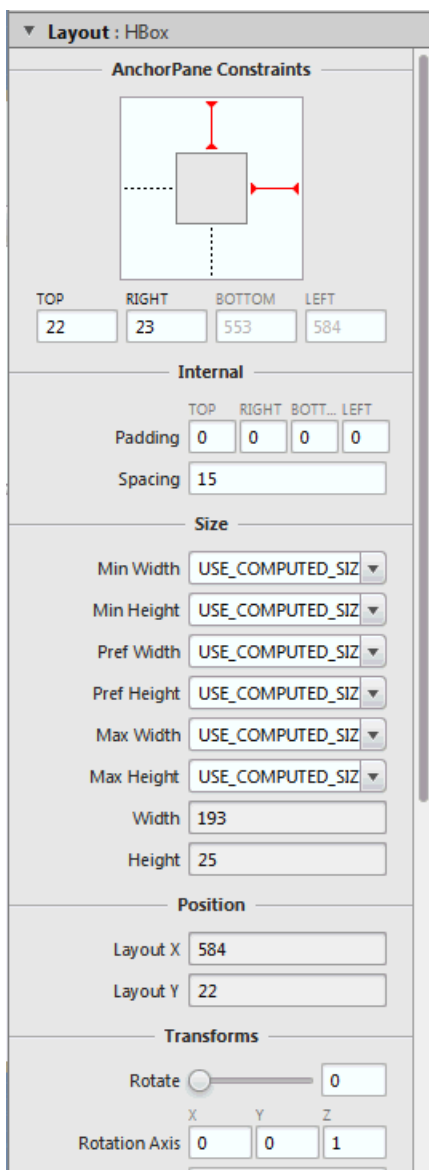 Layout : HBox
AnchorPane Constraints
TOP RIGHT BOTTOM LEFT
22 23 553 584
Internal
TOP RIGHT BOTT... LEFT
Padding 0 0 0 0
Spacing 15
Size
Min Width USE_COMPUTED_SIZ
Min Height USE_COMPUTED_SIZ
Pref Width USE_COMPUTED_SIZ
Pref Height USE_COMPUTED_SIZ
Max Width USE_COMPUTED_SIZ
Max Height USE_COMPUTED_SIZ
Width 193
Height 25
Position
Layout X 584
Layout Y 22
Transforms
Rotate 0
X Y Z
Rotation Axis 0 0 1